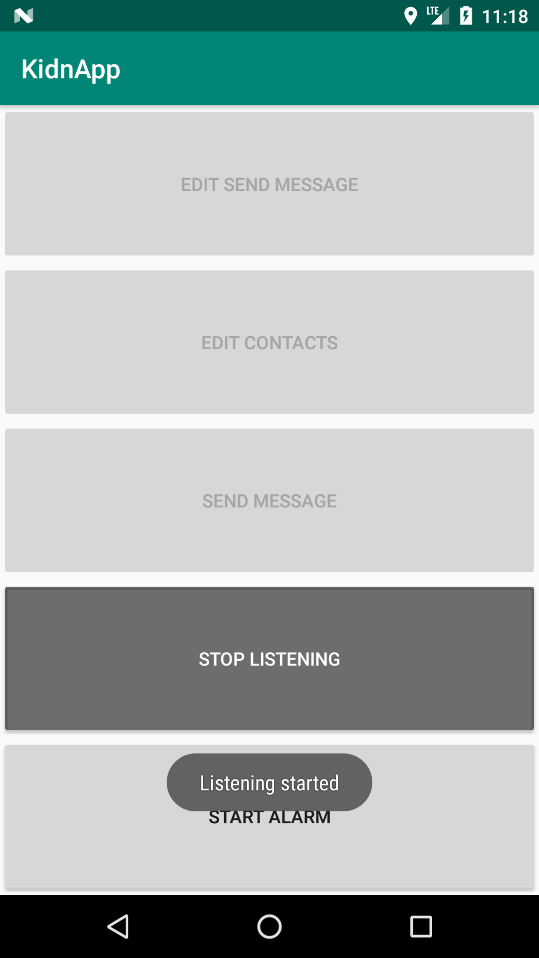 LTE 11:18
KidnApp
EDIT SEND MESSAGE
EDIT CONTACTS
SEND MESSAGE
STOP LISTENING
Listening started
START ALARM